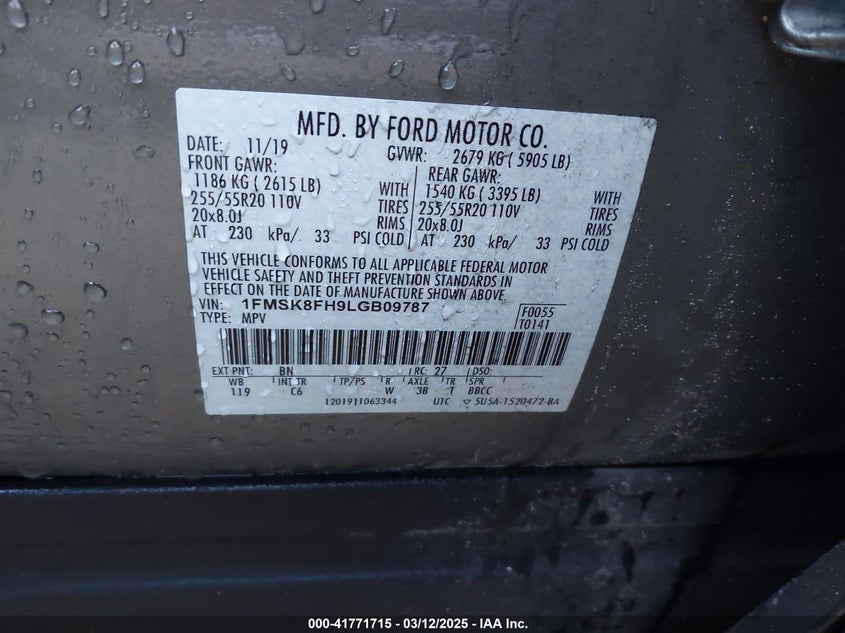 MFD. BY FORD MOTOR CO.
DATE: 11/19 GVWR: 2679 KG ( 5905 LB)
FRONT GAWR: REAR GAWR:
1186 KG ( 2615 LB) WITH 1540 KG ( 3395 LB) WITH
255/55R20 110V TIRES 255/55R20 110V TIRES
20x8.0J RIMS 20x8.0J RIMS
AT 230 kPa/ 33 PSI COLD AT 230 kPa/ 33 PSI COLD
THIS VEHICLE CONFORMS TO ALL APPLICABLE FEDERAL MOTOR
VEHICLE SAFETY AND THEFT PREVENTION STANDARDS IN
EFFECT ON THE DATE OF MANUFACTURE SHOWN ABOVE.
VIN: 1FMSK8FH9LGB09787 F0055
TYPE: MPV T0141
EXT PNT: BN RC: 27 DSO:
WB INT TR TP/PS R AXLE TR SPR
119 C6 W 3B T BBCC
1201911063344 UTC ▽ 5U5A-1520472-BA
000-41771715 - 03/12/2025 - IAA Inc.